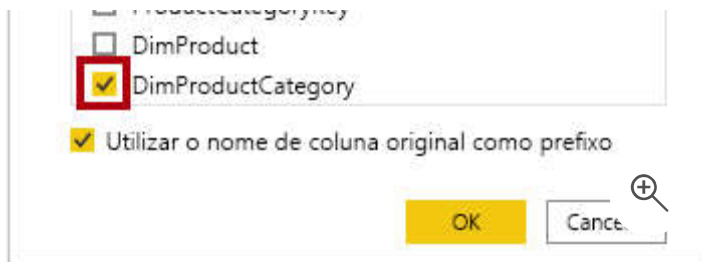 DimProduct
DimProductCategory
Utilizar o nome de coluna original como prefixo
OK